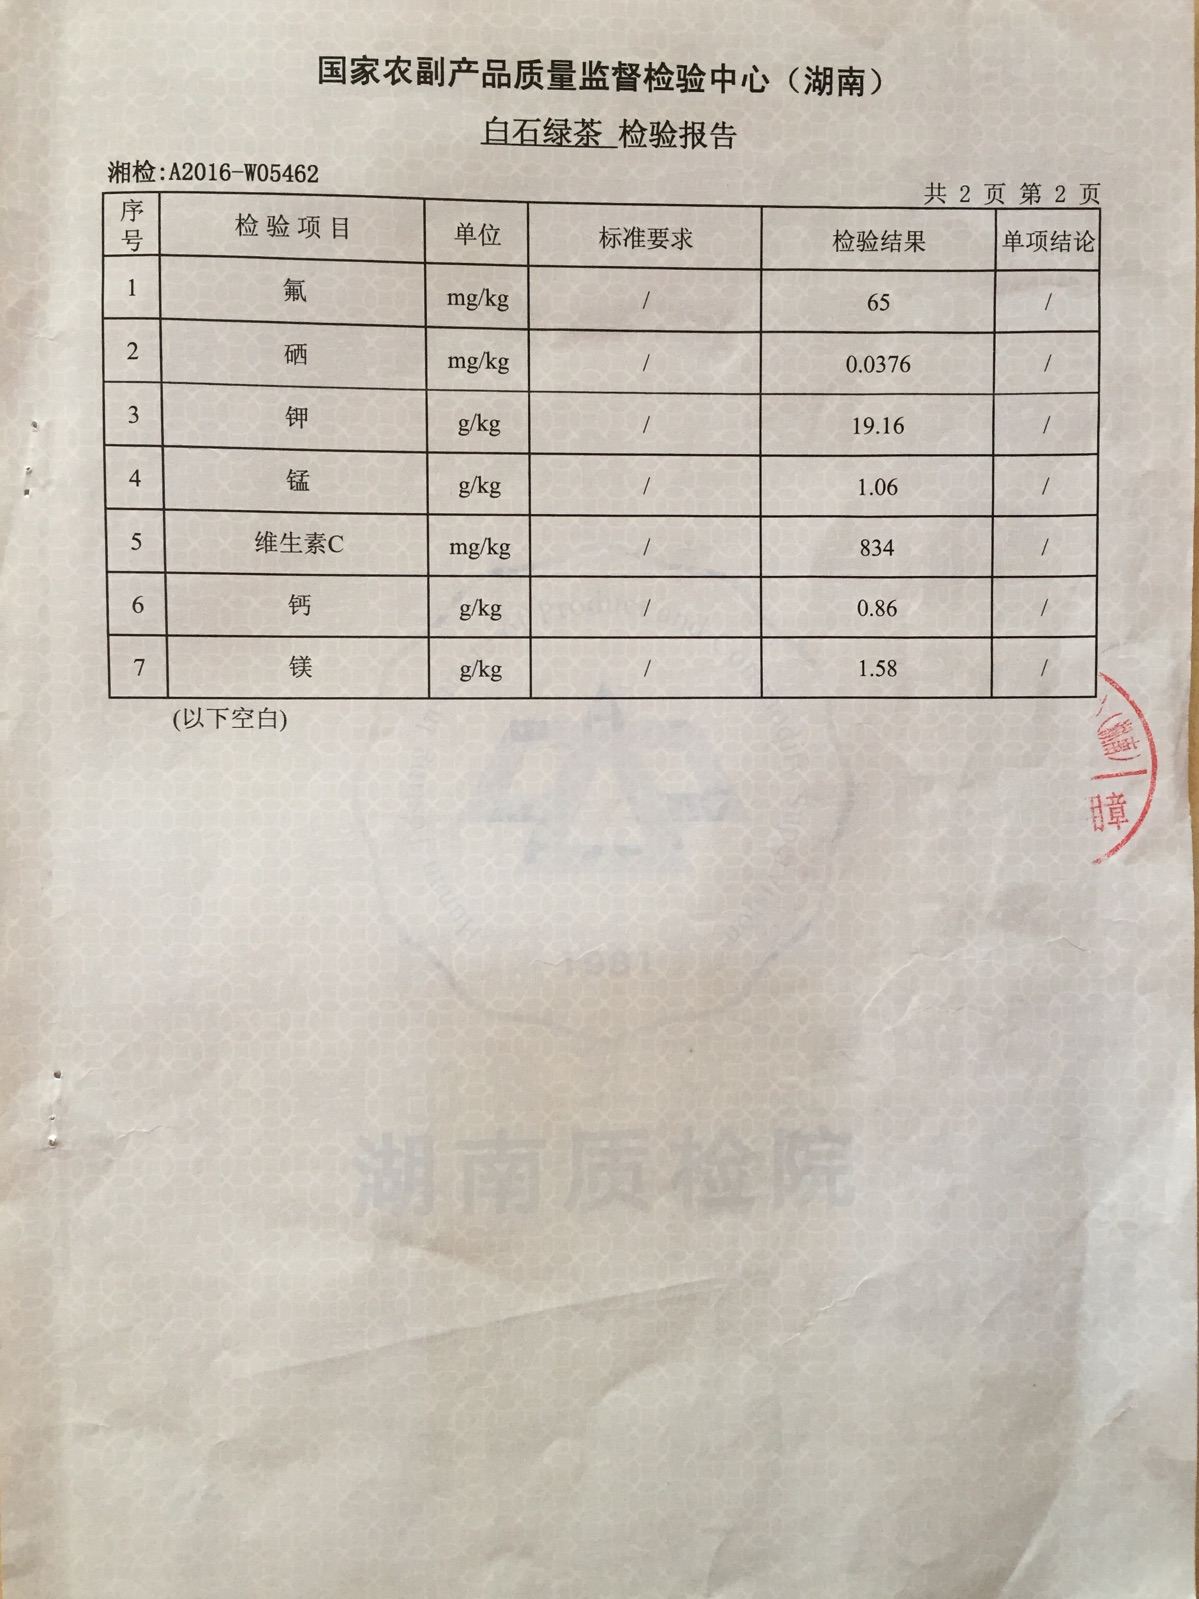 国家农副产品质量监督检验中心（湖南）
白石绿茶 检验报告
湘检:A2016-W05462
共 2 页 第 2 页
序号 检验项目 单位 标准要求 检验结果 单项结论
1 氟 mg/kg / 65 /
2 硒 mg/kg / 0.0376 /
3 钾 g/kg / 19.16 /
4 锰 g/kg / 1.06 /
5 维生素C mg/kg / 834 /
6 钙 g/kg / 0.86 /
7 镁 g/kg / 1.58 /
(以下空白)
(湖南)
章
1981
湖南质检院